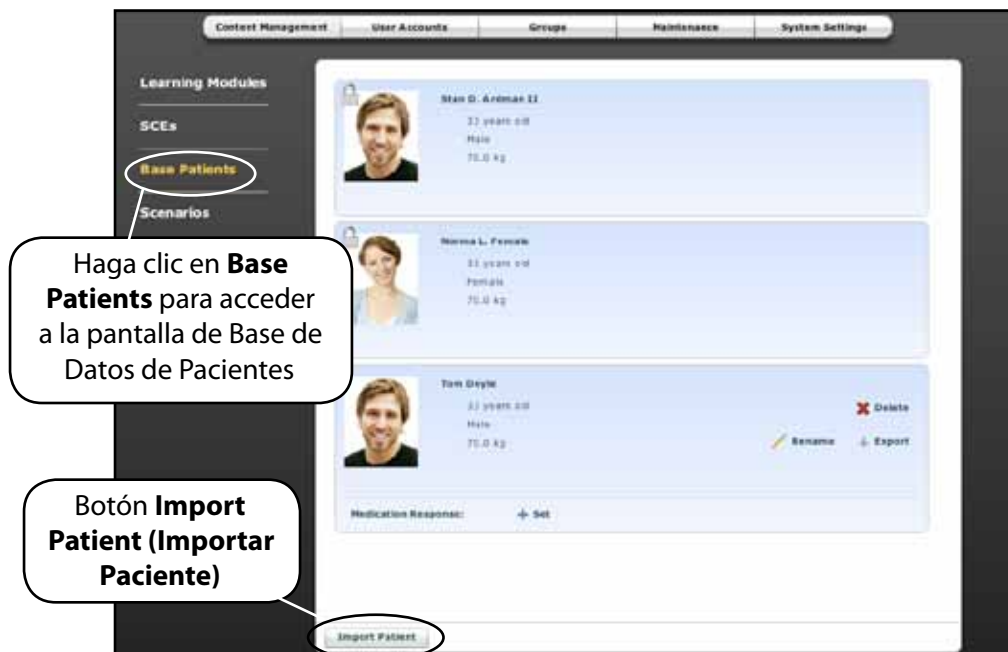 Content Management User Accounts Groups Maintenance System Settings
Learning Modules
SCEs
Base Patients
Scenarios
Haga clic en Base
Patients para acceder
a la pantalla de Base de
Datos de Pacientes
Botón Import
Patient (Importar
Paciente)
Stan D. Ardman II
33 years old
Male
70.0 kg
Norma L. Female
33 years old
Female
70.0 kg
Tom Doyle
33 years old
Male
70.0 kg
Delete
Rename Export
Medication Response: Set
Import Patient